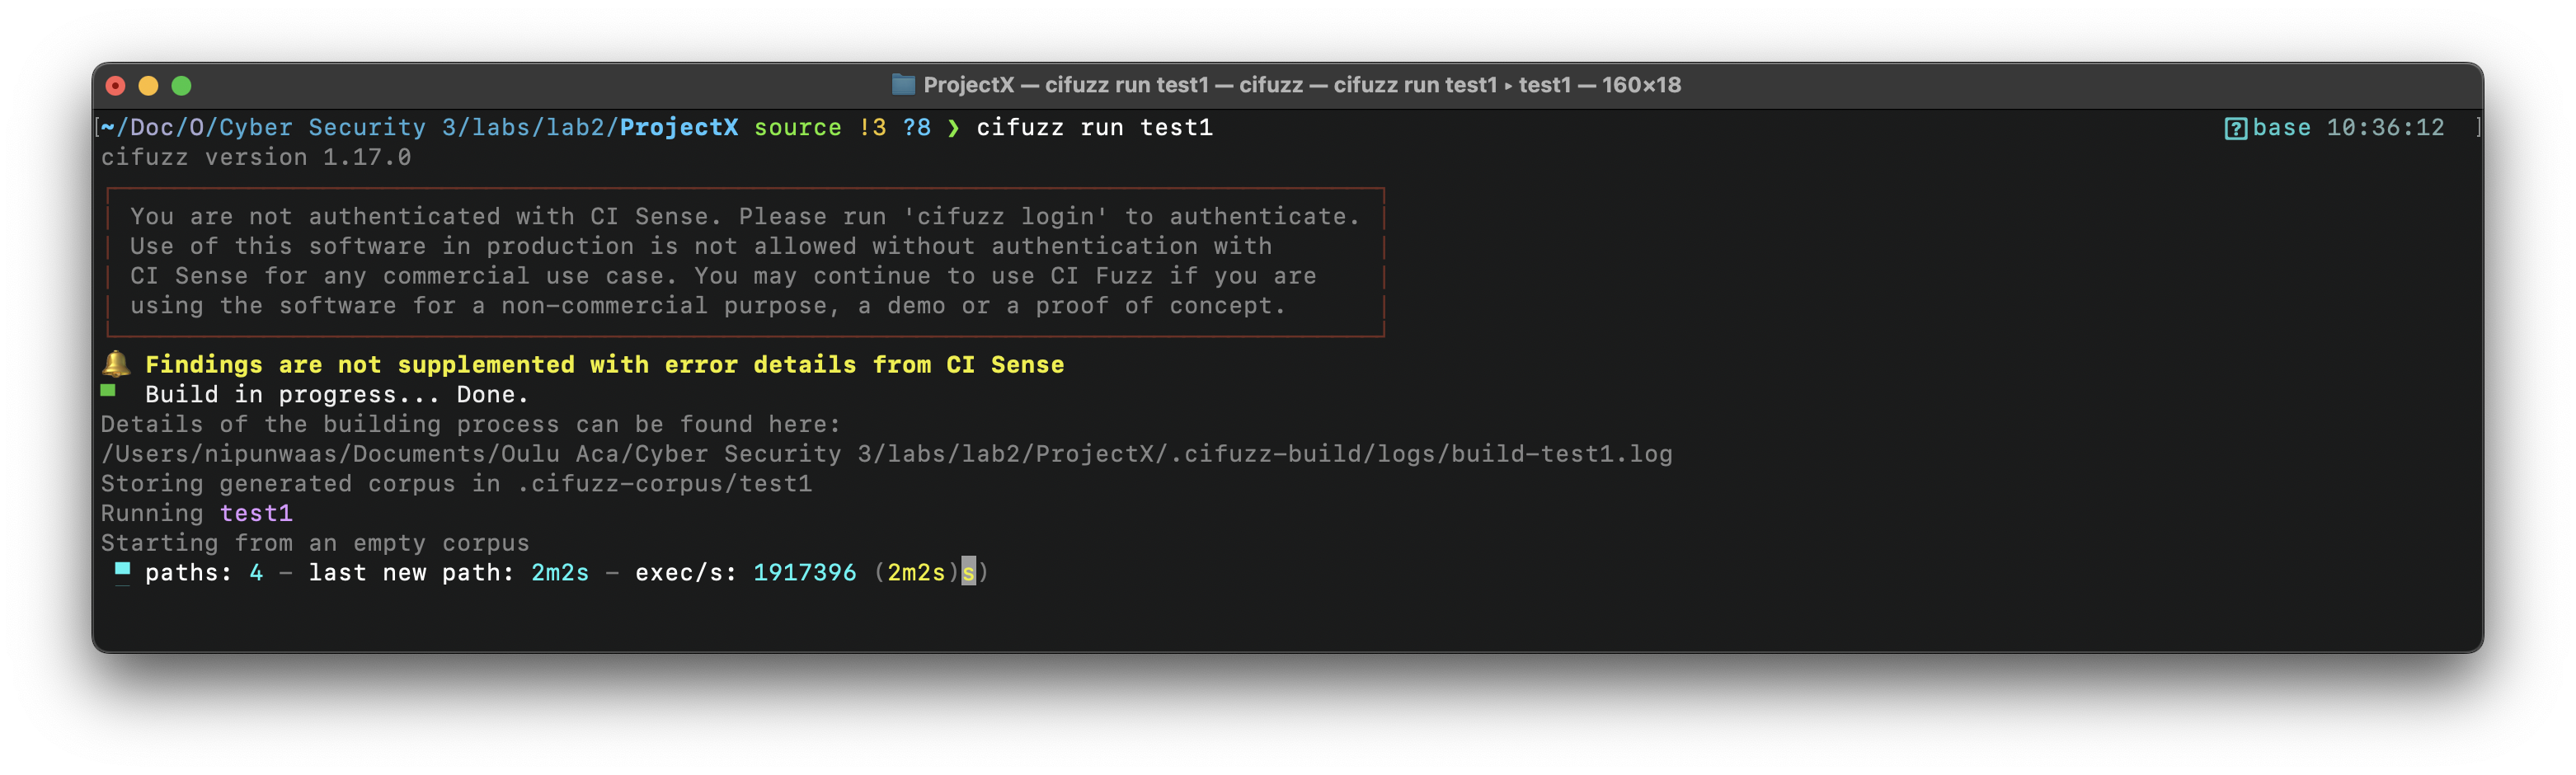 ProjectX — cifuzz run test1 — cifuzz — cifuzz run test1 ▸ test1 — 160×18
[~/Doc/O/Cyber Security 3/labs/lab2/ProjectX source !3 ?8 ❯ cifuzz run test1 [?]base 10:36:12 ]
cifuzz version 1.17.0
You are not authenticated with CI Sense. Please run 'cifuzz login' to authenticate.
Use of this software in production is not allowed without authentication with
CI Sense for any commercial use case. You may continue to use CI Fuzz if you are
using the software for a non-commercial purpose, a demo or a proof of concept.
🔔 Findings are not supplemented with error details from CI Sense
Build in progress... Done.
Details of the building process can be found here:
/Users/nipunwaas/Documents/Oulu Aca/Cyber Security 3/labs/lab2/ProjectX/.cifuzz-build/logs/build-test1.log
Storing generated corpus in .cifuzz-corpus/test1
Running test1
Starting from an empty corpus
paths: 4 – last new path: 2m2s – exec/s: 1917396 (2m2s)s)